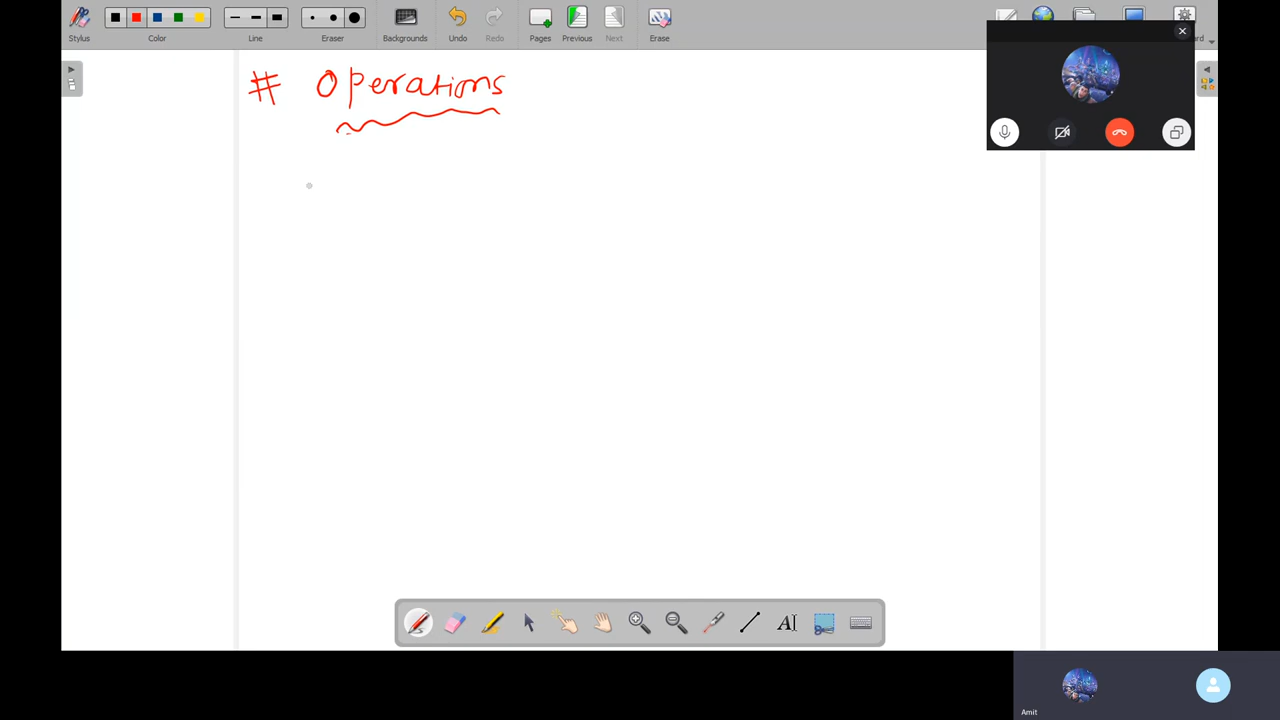 Stylus Color Line Eraser Backgrounds Undo Redo Pages Previous Next Erase
# Operations
Amit